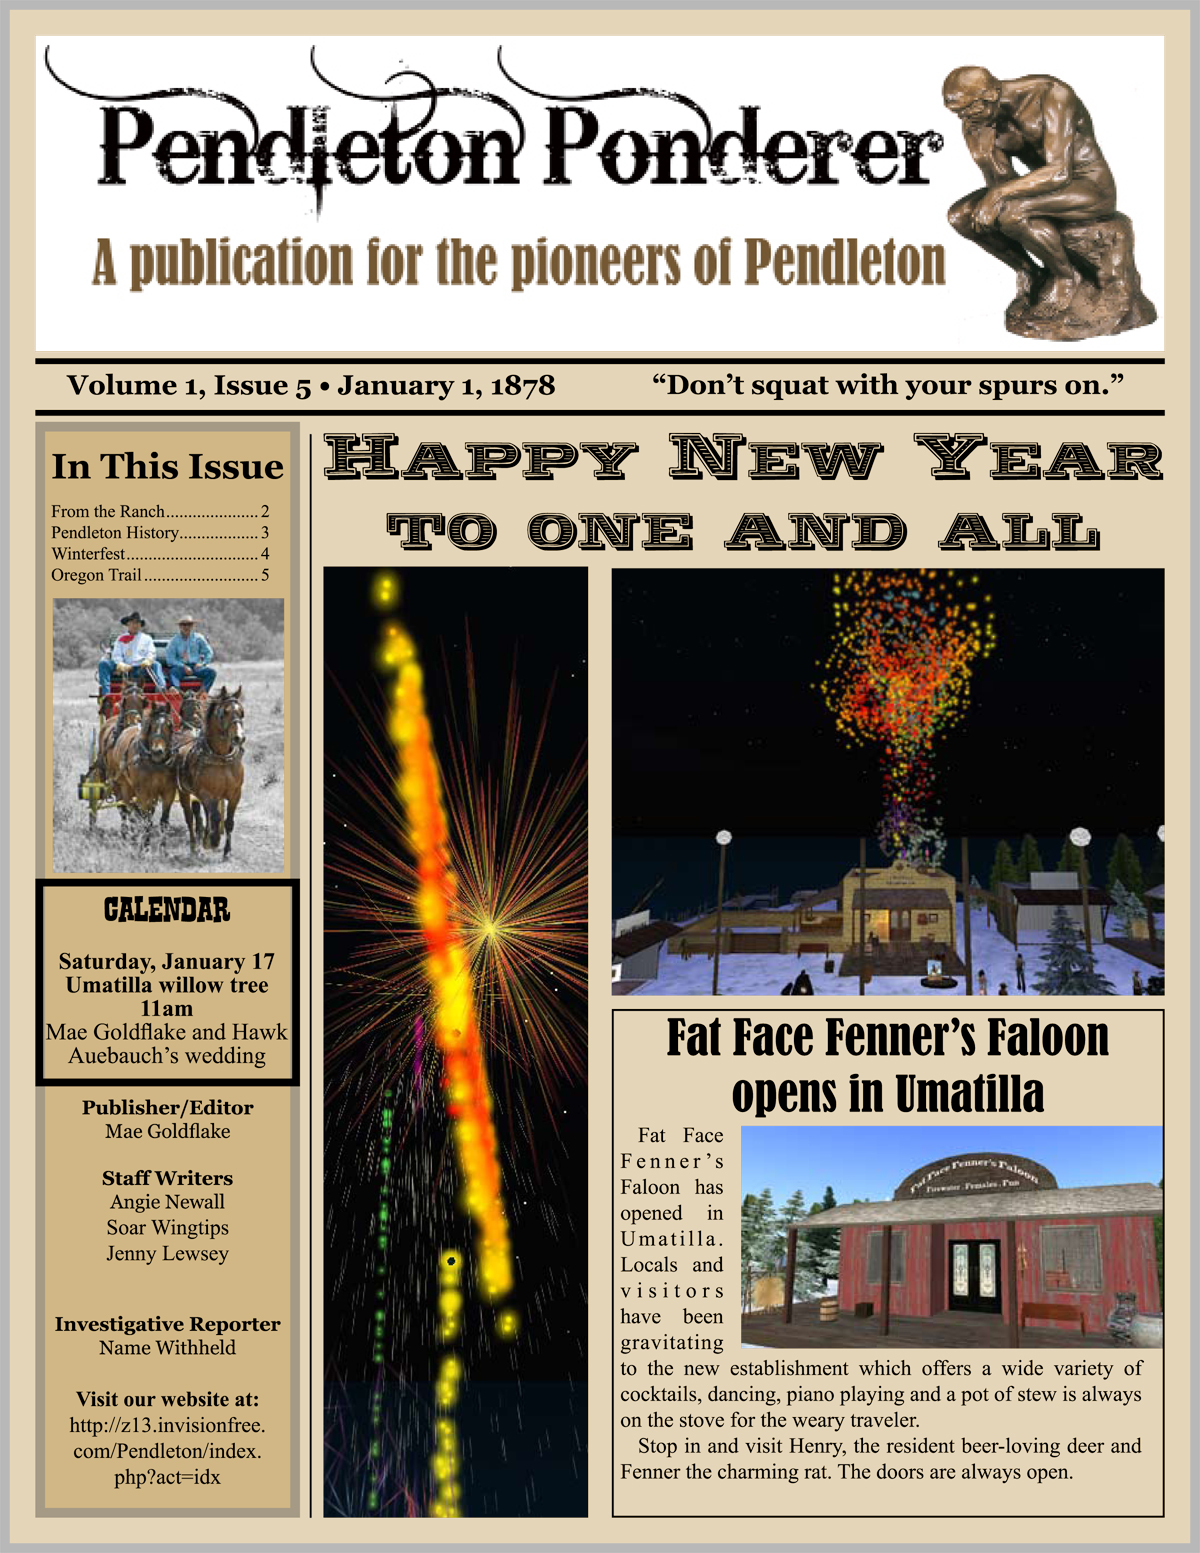 Pendleton Ponderer
A publication for the pioneers of Pendleton
Volume 1, Issue 5 • January 1, 1878
“Don’t squat with your spurs on.”
In This Issue
From the Ranch.....................2
Pendleton History..................3
Winterfest..............................4
Oregon Trail..........................5
CALENDAR
Saturday, January 17
Umatilla willow tree
11am
Mae Goldflake and Hawk
Auebauch’s wedding
Publisher/Editor
Mae Goldflake
Staff Writers
Angie Newall
Soar Wingtips
Jenny Lewsey
Investigative Reporter
Name Withheld
Visit our website at:
http://z13.invisionfree.
com/Pendleton/index.
php?act=idx
Happy New Year
to one and all
Fat Face Fenner’s Faloon
opens in Umatilla
Fat Face
Fenner’s
Faloon has
opened in
Umatilla.
Locals and
visitors
have been
gravitating
to the new establishment which offers a wide variety of
cocktails, dancing, piano playing and a pot of stew is always
on the stove for the weary traveler.
Stop in and visit Henry, the resident beer-loving deer and
Fenner the charming rat. The doors are always open.
Fat Face Fenner's Faloon
Firewater . Females . Fun